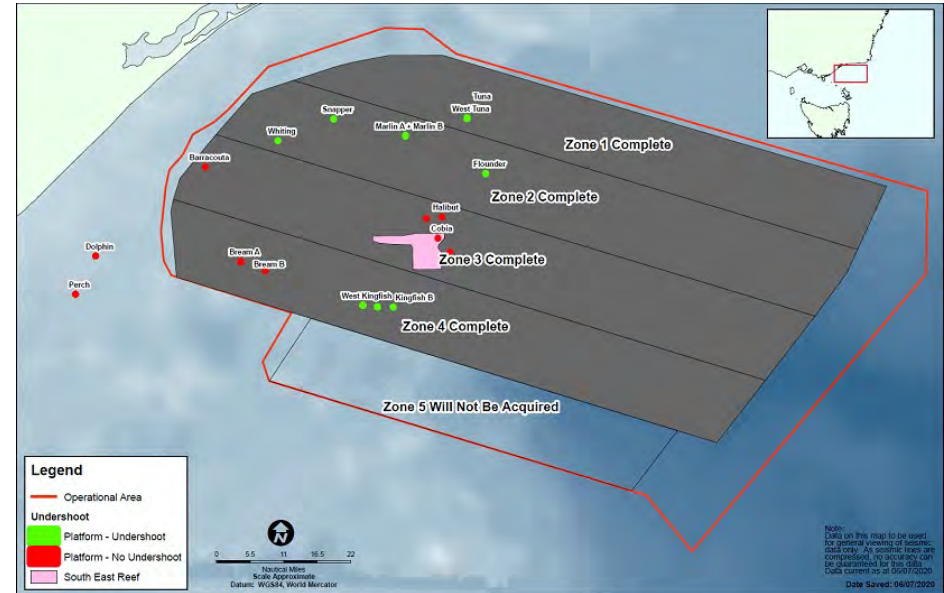 Tuna
Snapper
West Tuna
Marlin A • Marlin B
Whiting
Zone 1 Complete
Barracouta
Flounder
Zone 2 Complete
Halibut
Cobia
Dolphin
Bream A
Zone 3 Complete
Bream B
Perch
West Kingfish
Kingfish B
Zone 4 Complete
Zone 5 Will Not Be Acquired
Legend
Operational Area
Undershoot
Platform - Undershoot
Platform - No Undershoot
South East Reef
0 5.5 11 16.5 22
Nautical Miles
Scale Approximate
Datum: WGS84, World Mercator
Note:
Data on this map to be used
for general viewing of seismic
data only. As seismic lines are
compressed, no accuracy can
be guaranteed for this data
Data current as at 06/07/2020
Date Saved: 06/07/2020